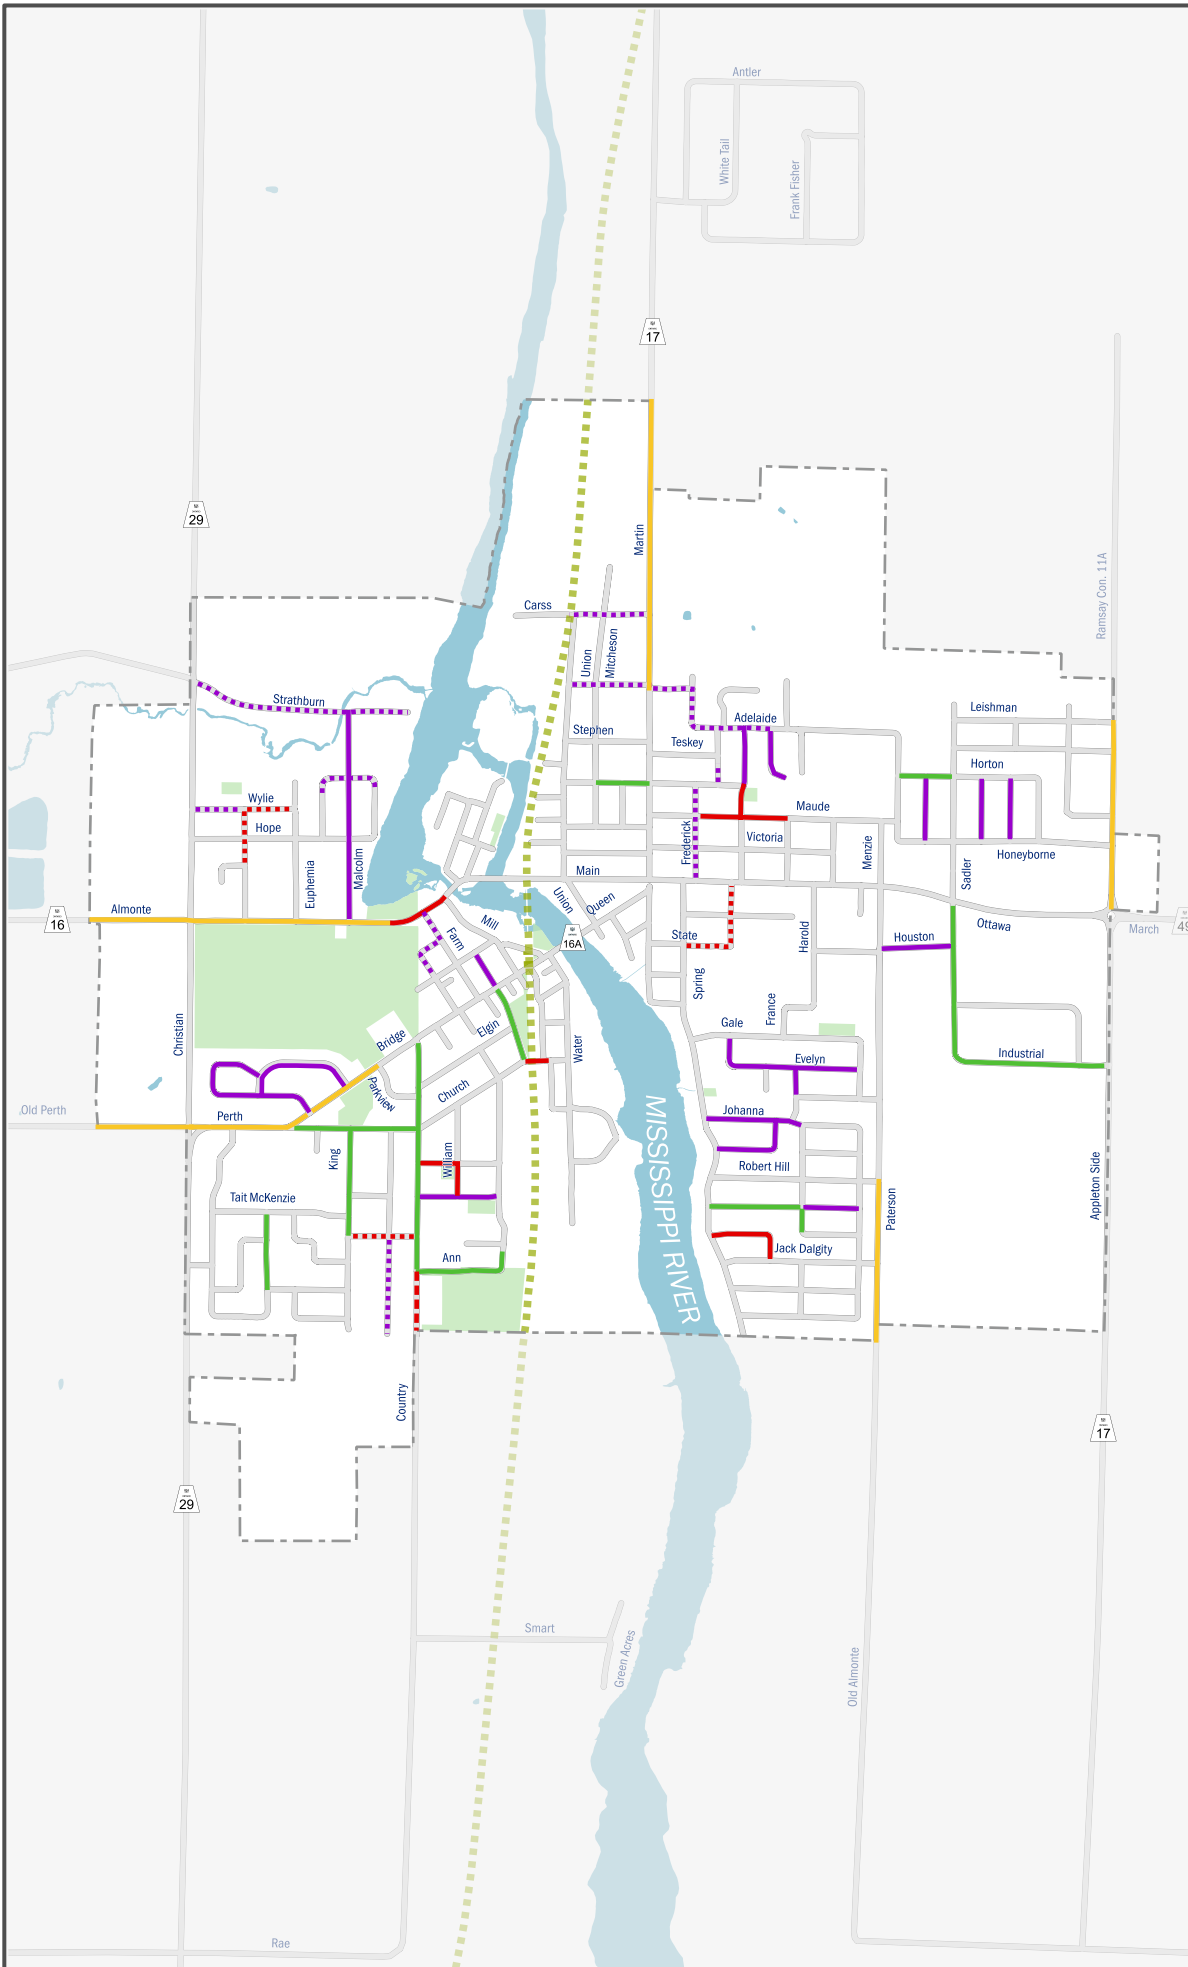 Antler
White Tail
Frank Fisher
17
29
Martin
Ramsay Con. 11A
Carss
Union
Mitcheson
Strathburn
Leishman
Adelaide
Stephen
Teskey
Horton
Wylie
Maude
Hope
Frederick
Victoria
Menzie
Honeyborne
Malcolm
Euphemia
Main
Sadler
Union
Queen
Almonte
16
Mill
Farm
16A
State
Harold
Houston
Ottawa
March
49
Spring
France
Christian
Bridge
Elgin
Water
Gale
Evelyn
Industrial
Parkview
Church
.Old Perth
Perth
Johanna
MISSISSIPPI RIVER
William
King
Robert Hill
Tait McKenzie
Paterson
Appleton Side
Ann
Jack Dalgity
Country
17
29
Smart
Green Acres
Old Almonte
Rae